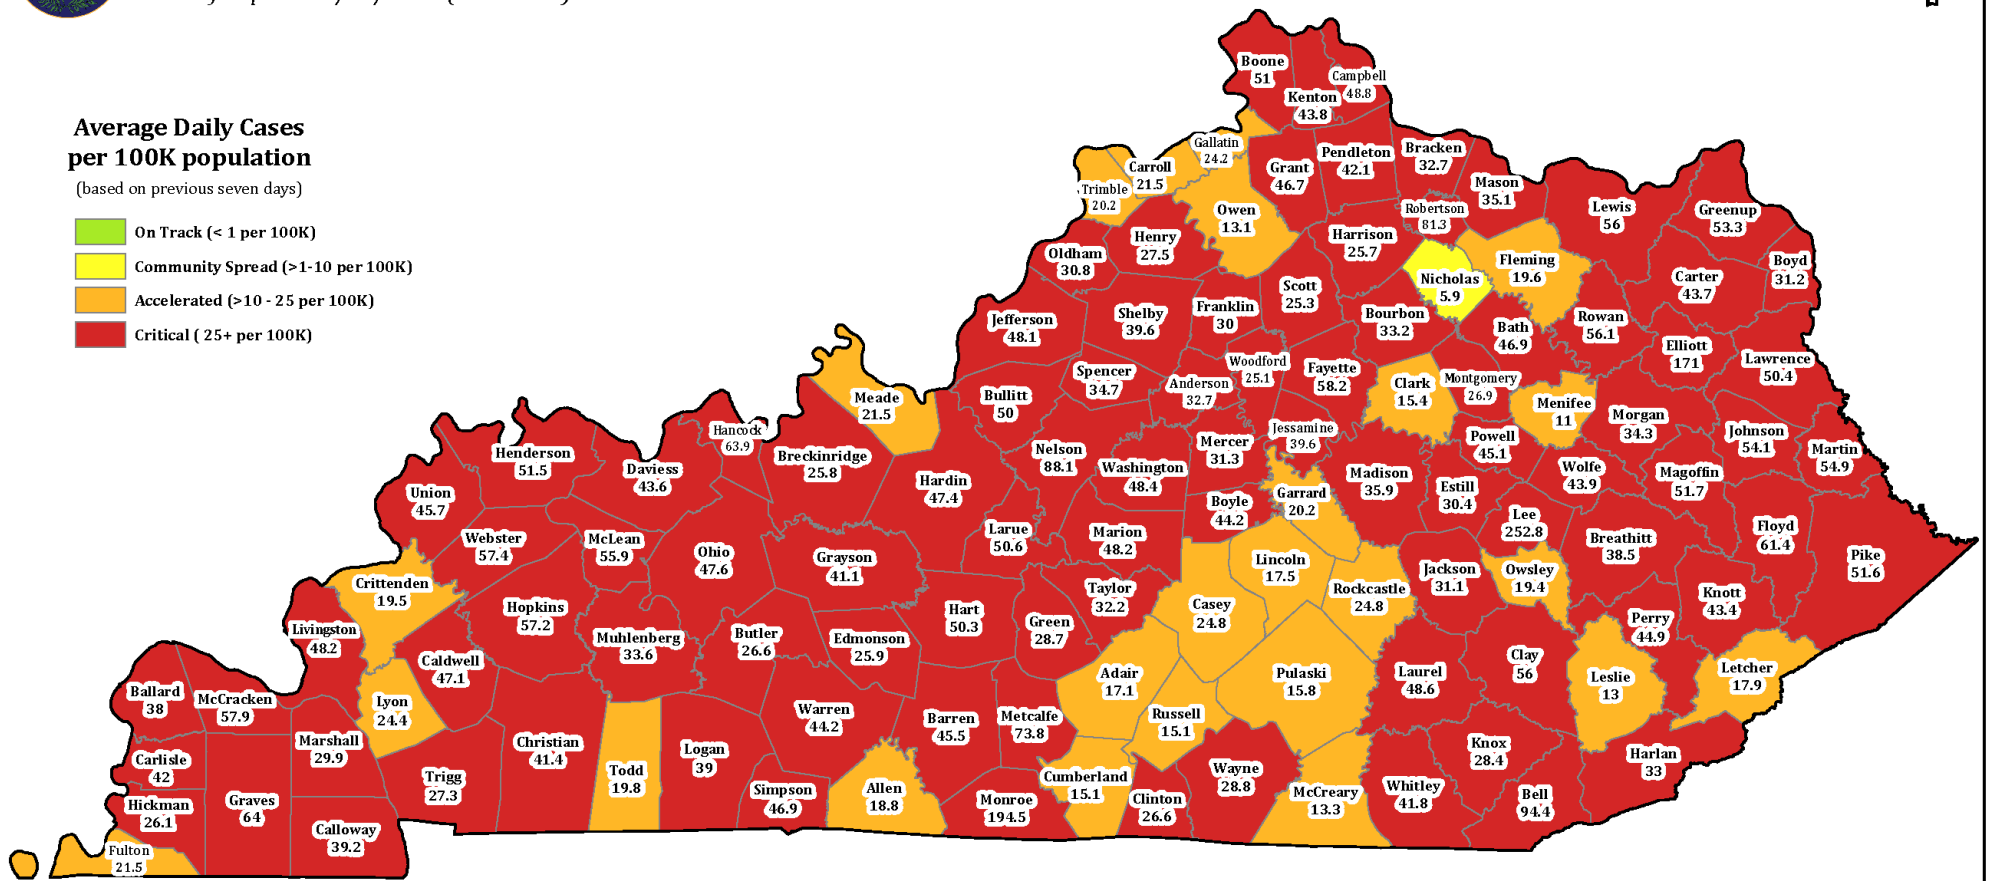 Average Daily Cases
per 100K population
(based on previous seven days)
On Track (< 1 per 100K)
Community Spread (>1-10 per 100K)
Accelerated (>10 - 25 per 100K)
Critical ( 25+ per 100K)
Boone
51
Campbell
48.8
Kenton
43.8
Gallatin
24.2
Carroll
21.5
Trimble
20.2
Grant
46.7
Pendleton
42.1
Bracken
32.7
Mason
35.1
Owen
13.1
Robertson
81.3
Lewis
56
Greenup
53.3
Henry
27.5
Oldham
30.8
Harrison
25.7
Nicholas
5.9
Fleming
19.6
Carter
43.7
Boyd
31.2
Jefferson
48.1
Shelby
39.6
Franklin
30
Scott
25.3
Bourbon
33.2
Bath
46.9
Rowan
56.1
Elliott
171
Lawrence
50.4
Spencer
34.7
Anderson
32.7
Woodford
25.1
Fayette
58.2
Clark
15.4
Montgomery
26.9
Menifee
11
Morgan
34.3
Johnson
54.1
Martin
54.9
Meade
21.5
Bullitt
50
Hancock
63.9
Breckinridge
25.8
Henderson
51.5
Daviess
43.6
Union
45.7
Hardin
47.4
Nelson
88.1
Washington
48.4
Mercer
31.3
Jessamine
39.6
Garrard
20.2
Madison
35.9
Powell
45.1
Estill
30.4
Wolfe
43.9
Magoffin
51.7
Lee
252.8
Breathitt
38.5
Floyd
61.4
Pike
51.6
Webster
57.4
McLean
55.9
Ohio
47.6
Grayson
41.1
Larue
50.6
Marion
48.2
Boyle
44.2
Lincoln
17.5
Rockcastle
24.8
Jackson
31.1
Owsley
19.4
Knott
43.4
Perry
44.9
Crittenden
19.5
Livingston
48.2
Hopkins
57.2
Muhlenberg
33.6
Butler
26.6
Edmonson
25.9
Hart
50.3
Green
28.7
Taylor
32.2
Casey
24.8
Caldwell
47.1
Lyon
24.4
Ballard
38
McCracken
57.9
Marshall
29.9
Carlisle
42
Hickman
26.1
Graves
64
Calloway
39.2
Fulton
21.5
Trigg
27.3
Christian
41.4
Todd
19.8
Logan
39
Warren
44.2
Simpson
46.9
Allen
18.8
Barren
45.5
Metcalfe
73.8
Monroe
194.5
Adair
17.1
Russell
15.1
Cumberland
15.1
Clinton
26.6
Pulaski
15.8
Wayne
28.8
McCreary
13.3
Laurel
48.6
Clay
56
Leslie
13
Letcher
17.9
Knox
28.4
Whitley
41.8
Bell
94.4
Harlan
33